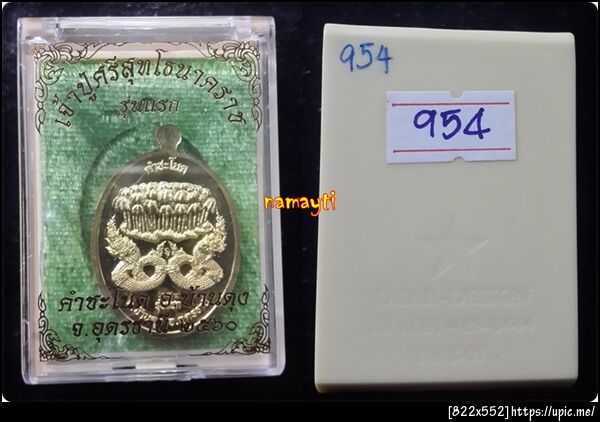 เจ้าปู่ศรีสุทโธนาคราช
รุ่นแรก
คำชะโนด
คำชะโนด อ.บ้านดุง
จ.อุดรธานี ๒๕๖๐
namayti
954
954
[822x552]https://upic.me/